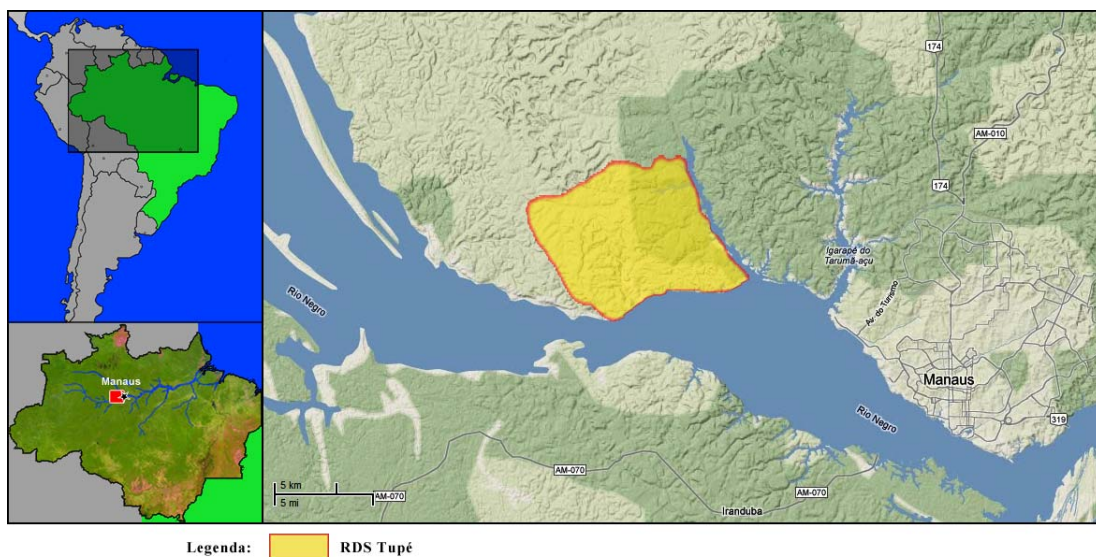 Manaus
174
AM-010
174
Igarapé do
Tarumã-açu
Av. do Turismo
Rio Negro
Manaus
Rio Negro
319
AM-070
5 km
5 mi
AM-070
AM-070
Iranduba
Legenda: RDS Tupé